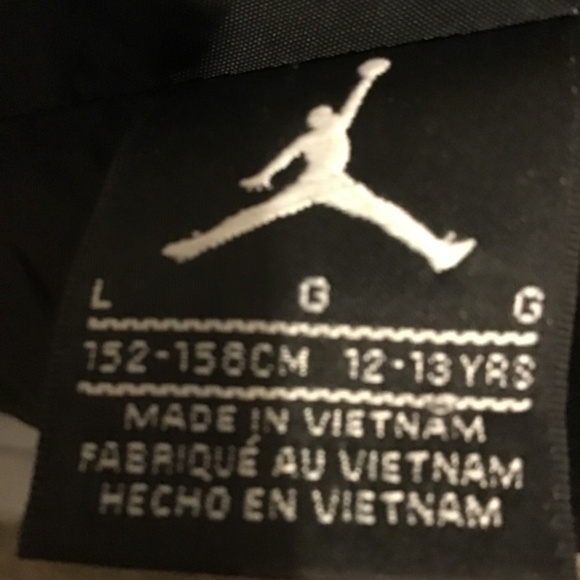 L G G
152-158CM 12-13YRS
MADE IN VIETNAM
FABRIQUÉ AU VIETNAM
HECHO EN VIETNAM